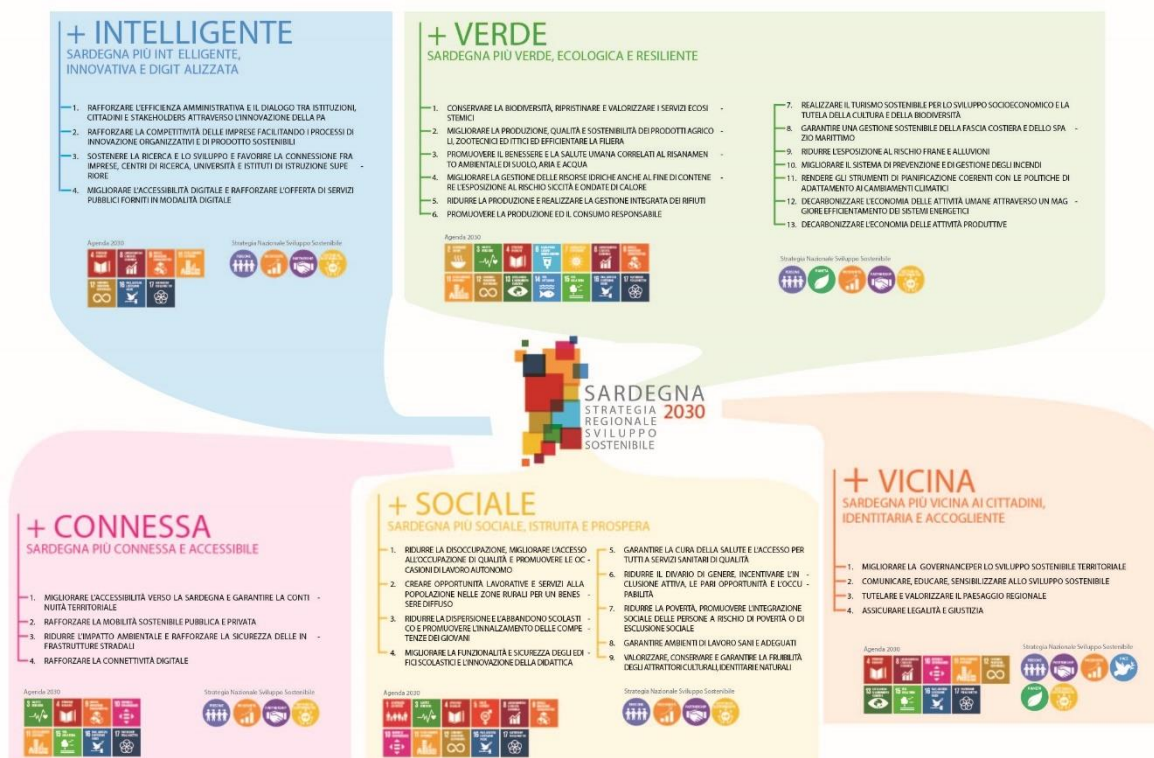 + INTELLIGENTE
SARDEGNA PIÙ INT ELLIGENTE,
INNOVATIVA E DIGIT ALIZZATA
1. RAFFORZARE L'EFFICIENZA AMMINISTRATIVA E IL DIALOGO TRA ISTITUZIONI,
CITTADINI E STAKEHOLDERS ATTRAVERSO L'INNOVAZIONE DELLA PA
2. RAFFORZARE LA COMPETITIVITÀ DELLE IMPRESE FACILITANDO I PROCESSI DI
INNOVAZIONE ORGANIZZATIVI E DI PRODOTTO SOSTENIBILI
3. SOSTENERE LA RICERCA E LO SVILUPPO E FAVORIRE LA CONNESSIONE FRA
IMPRESE, CENTRI DI RICERCA, UNIVERSITÀ E ISTITUTI DI ISTRUZIONE SUPE -
RIORE
4. MIGLIORARE L'ACCESSIBILITÀ DIGITALE E RAFFORZARE L'OFFERTA DI SERVIZI
PUBBLICI FORNITI IN MODALITÀ DIGITALE
Agenda 2030
Strategia Nazionale Sviluppo Sostenibile
+ VERDE
SARDEGNA PIÙ VERDE, ECOLOGICA E RESILIENTE
1. CONSERVARE LA BIODIVERSITÀ, RIPRISTINARE E VALORIZZARE I SERVIZI ECOSI -
STEMICI
2. MIGLIORARE LA PRODUZIONE, QUALITÀ E SOSTENIBILITÀ DEI PRODOTTI AGRICO -
LI, ZOOTECNICI ED ITTICI ED EFFICIENTARE LA FILIERA
3. PROMUOVERE IL BENESSERE E LA SALUTE UMANA CORRELATI AL RISANAMEN -
TO AMBIENTALE DI SUOLO, ARIA E ACQUA
4. MIGLIORARE LA GESTIONE DELLE RISORSE IDRICHE ANCHE AL FINE DI CONTENE -
RE L'ESPOSIZIONE AL RISCHIO SICCITÀ E ONDATE DI CALORE
5. RIDURRE LA PRODUZIONE E REALIZZARE LA GESTIONE INTEGRATA DEI RIFIUTI
6. PROMUOVERE LA PRODUZIONE ED IL CONSUMO RESPONSABILE
Agenda 2030
7. REALIZZARE IL TURISMO SOSTENIBILE PER LO SVILUPPO SOCIOECONOMICO E LA
TUTELA DELLA CULTURA E DELLA BIODIVERSITÀ
8. GARANTIRE UNA GESTIONE SOSTENIBILE DELLA FASCIA COSTIERA E DELLO SPA -
ZIO MARITTIMO
9. RIDURRE L'ESPOSIZIONE AL RISCHIO FRANE E ALLUVIONI
10. MIGLIORARE IL SISTEMA DI PREVENZIONE E DI GESTIONE DEGLI INCENDI
11. RENDERE GLI STRUMENTI DI PIANIFICAZIONE COERENTI CON LE POLITICHE DI
ADATTAMENTO AI CAMBIAMENTI CLIMATICI
12. DECARBONIZZARE L'ECONOMIA DELLE ATTIVITÀ UMANE ATTRAVERSO UN MAG -
GIORE EFFICIENTAMENTO DEI SISTEMI ENERGETICI
13. DECARBONIZZARE L'ECONOMIA DELLE ATTIVITÀ PRODUTTIVE
Strategia Nazionale Sviluppo Sostenibile
SARDEGNA
STRATEGIA 2030
REGIONALE
SVILUPPO
SOSTENIBILE
+ CONNESSA
SARDEGNA PIÙ CONNESSA E ACCESSIBILE
1. MIGLIORARE L'ACCESSIBILITÀ VERSO LA SARDEGNA E GARANTIRE LA CONTI -
NUITÀ TERRITORIALE
2. RAFFORZARE LA MOBILITÀ SOSTENIBILE PUBBLICA E PRIVATA
3. RIDURRE L'IMPATTO AMBIENTALE E RAFFORZARE LA SICUREZZA DELLE IN -
FRASTRUTTURE STRADALI
4. RAFFORZARE LA CONNETTIVITÀ DIGITALE
Agenda 2030
Strategia Nazionale Sviluppo Sostenibile
+ SOCIALE
SARDEGNA PIÙ SOCIALE, ISTRUITA E PROSPERA
1. RIDURRE LA DISOCCUPAZIONE, MIGLIORARE L'ACCESSO
ALL'OCCUPAZIONE DI QUALITÀ E PROMUOVERE LE OC -
CASIONI DI LAVORO AUTONOMO
2. CREARE OPPORTUNITÀ LAVORATIVE E SERVIZI ALLA
POPOLAZIONE NELLE ZONE RURALI PER UN BENES -
SERE DIFFUSO
3. RIDURRE LA DISPERSIONE E L'ABBANDONO SCOLASTI -
CO E PROMUOVERE L'INNALZAMENTO DELLE COMPE -
TENZE DEI GIOVANI
4. MIGLIORARE LA FUNZIONALITÀ E SICUREZZA DEGLI EDI -
FICI SCOLASTICI E L'INNOVAZIONE DELLA DIDATTICA
Agenda 2030
5. GARANTIRE LA CURA DELLA SALUTE E L'ACCESSO PER
TUTTI A SERVIZI SANITARI DI QUALITÀ
6. RIDURRE IL DIVARIO DI GENERE, INCENTIVARE L'IN -
CLUSIONE ATTIVA, LE PARI OPPORTUNITÀ E L'OCCU -
PABILITÀ
7. RIDURRE LA POVERTÀ, PROMUOVERE L'INTEGRAZIONE
SOCIALE DELLE PERSONE A RISCHIO DI POVERTÀ O DI
ESCLUSIONE SOCIALE
8. GARANTIRE AMBIENTI DI LAVORO SANI E ADEGUATI
9. VALORIZZARE, CONSERVARE E GARANTIRE LA FRUIBILITÀ
DEGLI ATTRATTORI CULTURALI, IDENTITARI E NATURALI
Strategia Nazionale Sviluppo Sostenibile
+ VICINA
SARDEGNA PIÙ VICINA AI CITTADINI,
IDENTITARIA E ACCOGLIENTE
1. MIGLIORARE LA GOVERNANCEPER LO SVILUPPO SOSTENIBILE TERRITORIALE
2. COMUNICARE, EDUCARE, SENSIBILIZZARE ALLO SVILUPPO SOSTENIBILE
3. TUTELARE E VALORIZZARE IL PAESAGGIO REGIONALE
4. ASSICURARE LEGALITÀ E GIUSTIZIA
Agenda 2030
Strategia Nazionale Sviluppo Sostenibile